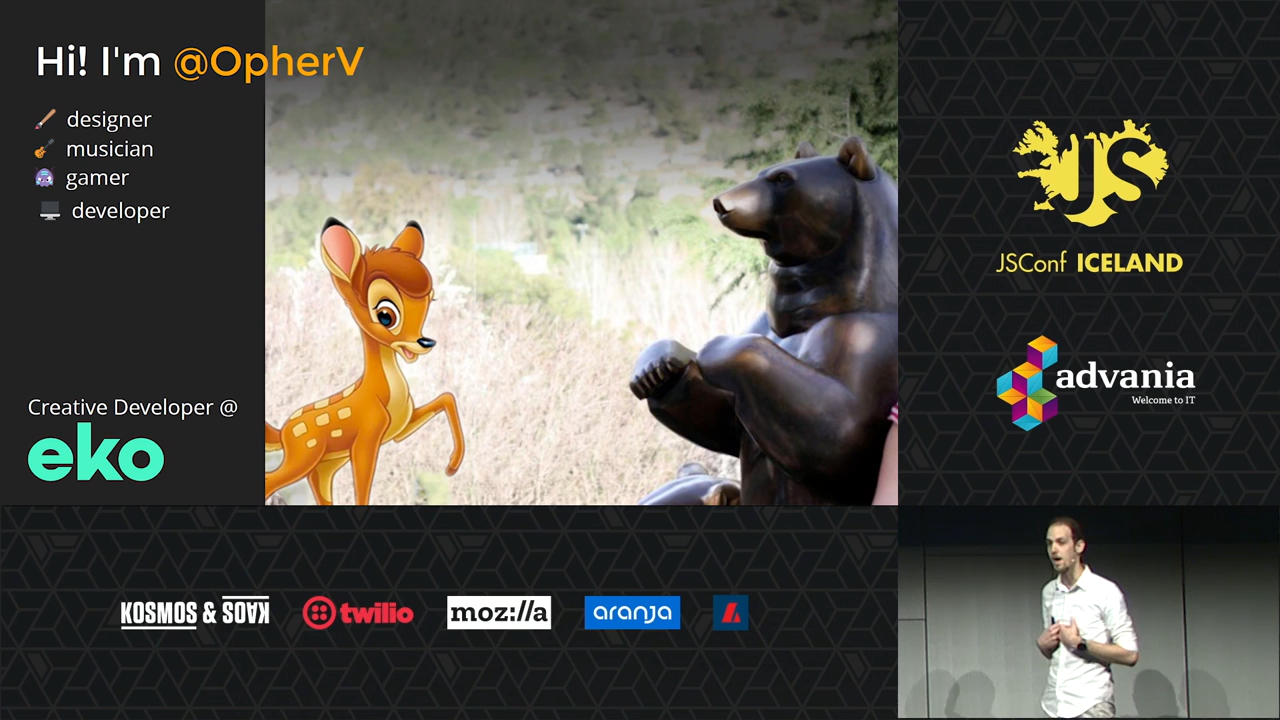 Hi! I'm @OpherV
designer
musician
gamer
developer
Creative Developer @
eko
JS
JSConf ICELAND
advania
Welcome to IT
KOSMOS & KAOS
twilio
moz://a
aranja